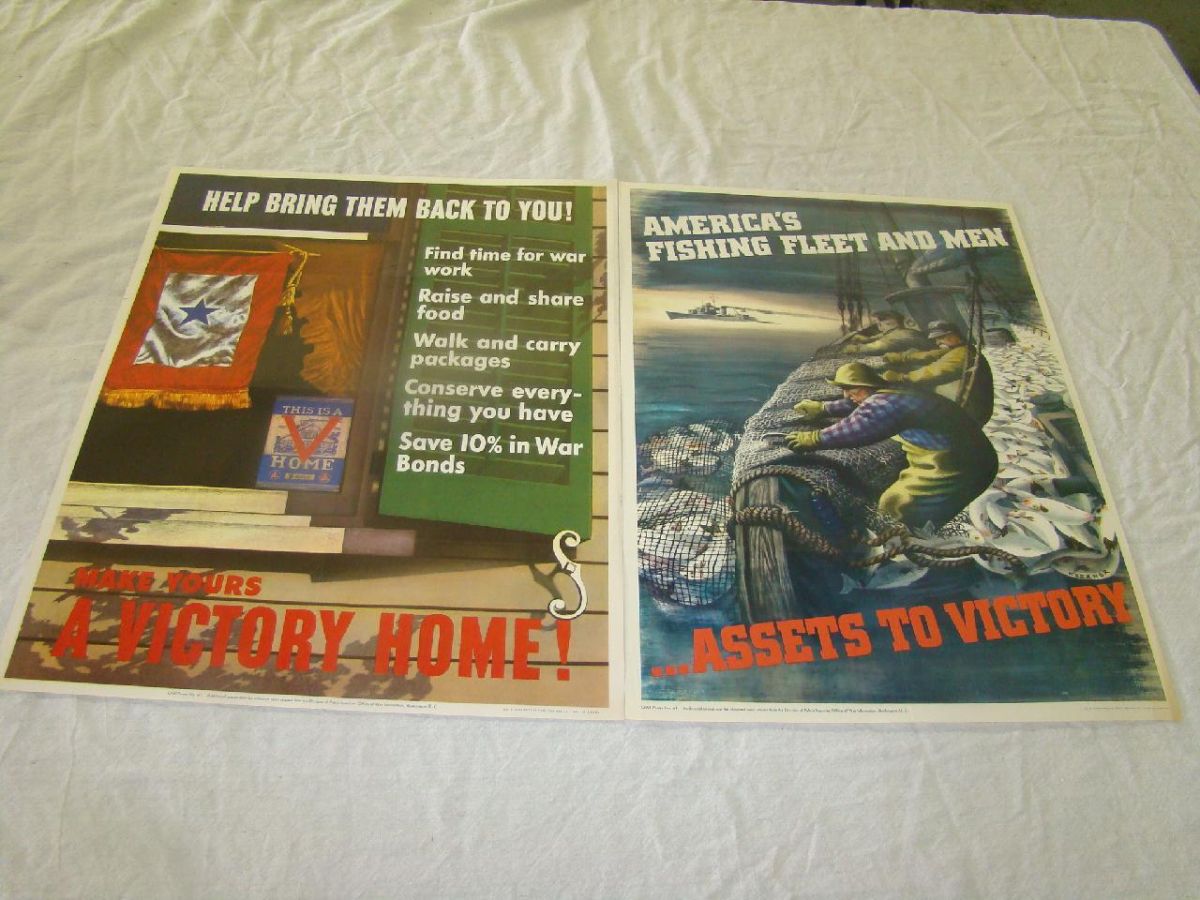 HELP BRING THEM BACK TO YOU!
Find time for war
work
Raise and share
food
Walk and carry
packages
Conserve every-
thing you have
Save 10% in War
Bonds
THIS IS A
V
HOME
MAKE YOURS
A VICTORY HOME!
AMERICA'S
FISHING FLEET AND MEN
...ASSETS TO VICTORY